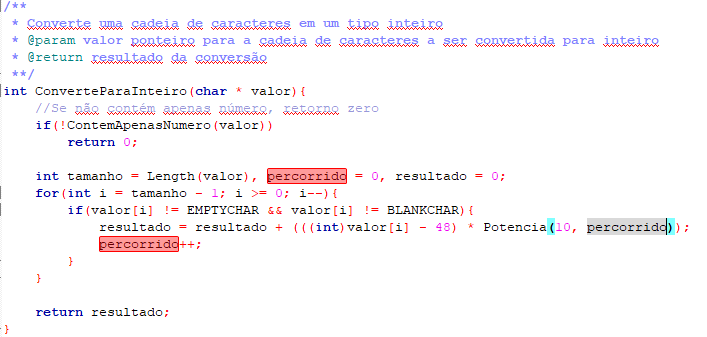 /**
 * Converte uma cadeia de caracteres em um tipo inteiro
 * @param valor ponteiro para a cadeia de caracteres a ser convertida para inteiro
 * @return resultado da conversão
 **/
int ConverteParaInteiro(char * valor){
    //Se não contém apenas número, retorno zero
    if(!ContemApenasNumero(valor))
        return 0;

    int tamanho = Length(valor), percorrido = 0, resultado = 0;
    for(int i = tamanho - 1; i >= 0; i--){
        if(valor[i] != EMPTYCHAR && valor[i] != BLANKCHAR){
            resultado = resultado + (((int)valor[i] - 48) * Potencia(10, percorrido));
            percorrido++;
        }
    }

    return resultado;
}